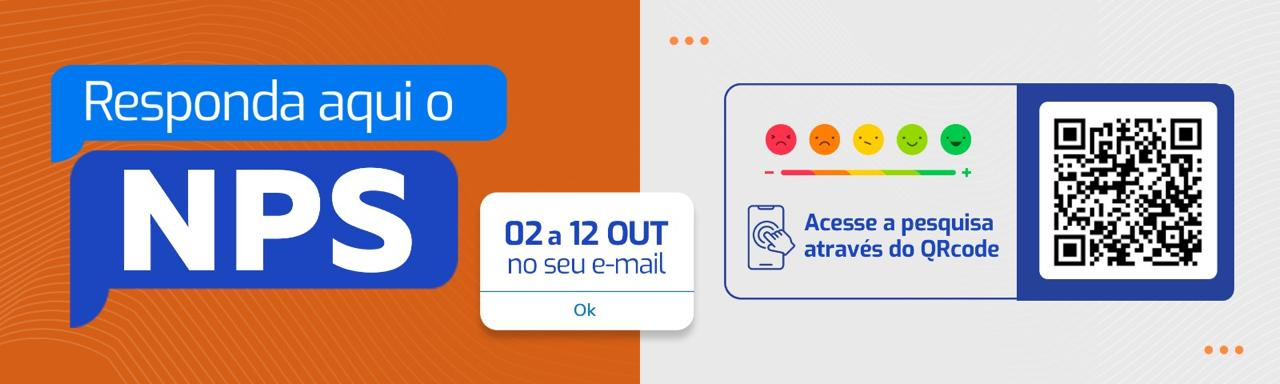 Responda aqui o
NPS
02 a 12 OUT
no seu e-mail
Ok
Acesse a pesquisa
através do QRcode